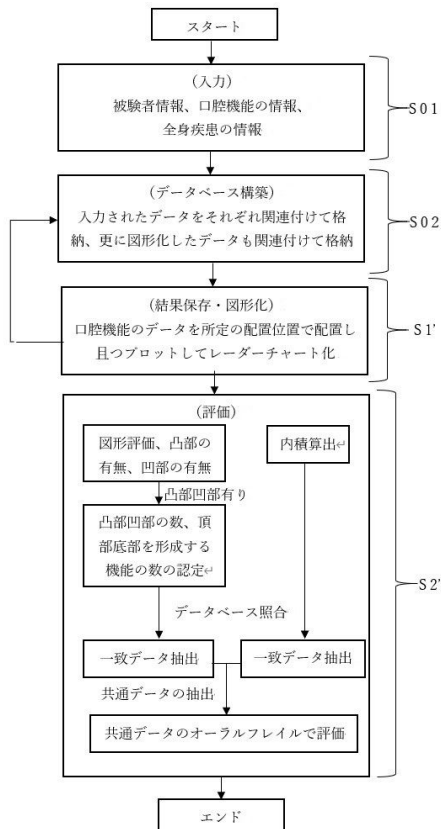 スタート
（入力）
被験者情報、口腔機能の情報、
全身疾患の情報
S01
（データベース構築）
入力されたデータをそれぞれ関連付けて格
納、更に図形化したデータも関連付けて格納
S02
（結果保存・図形化）
口腔機能のデータを所定の配置位置で配置し
且つプロットしてレーダーチャート化
S1’
（評価）
図形評価、凸部の
有無、凹部の有無
内積算出↵
凸部凹部有り
凸部凹部の数、頂
部底部を形成する
機能の数の認定↵
S2’
データベース照合
一致データ抽出
一致データ抽出
共通データの抽出
共通データのオーラルフレイルで評価
エンド